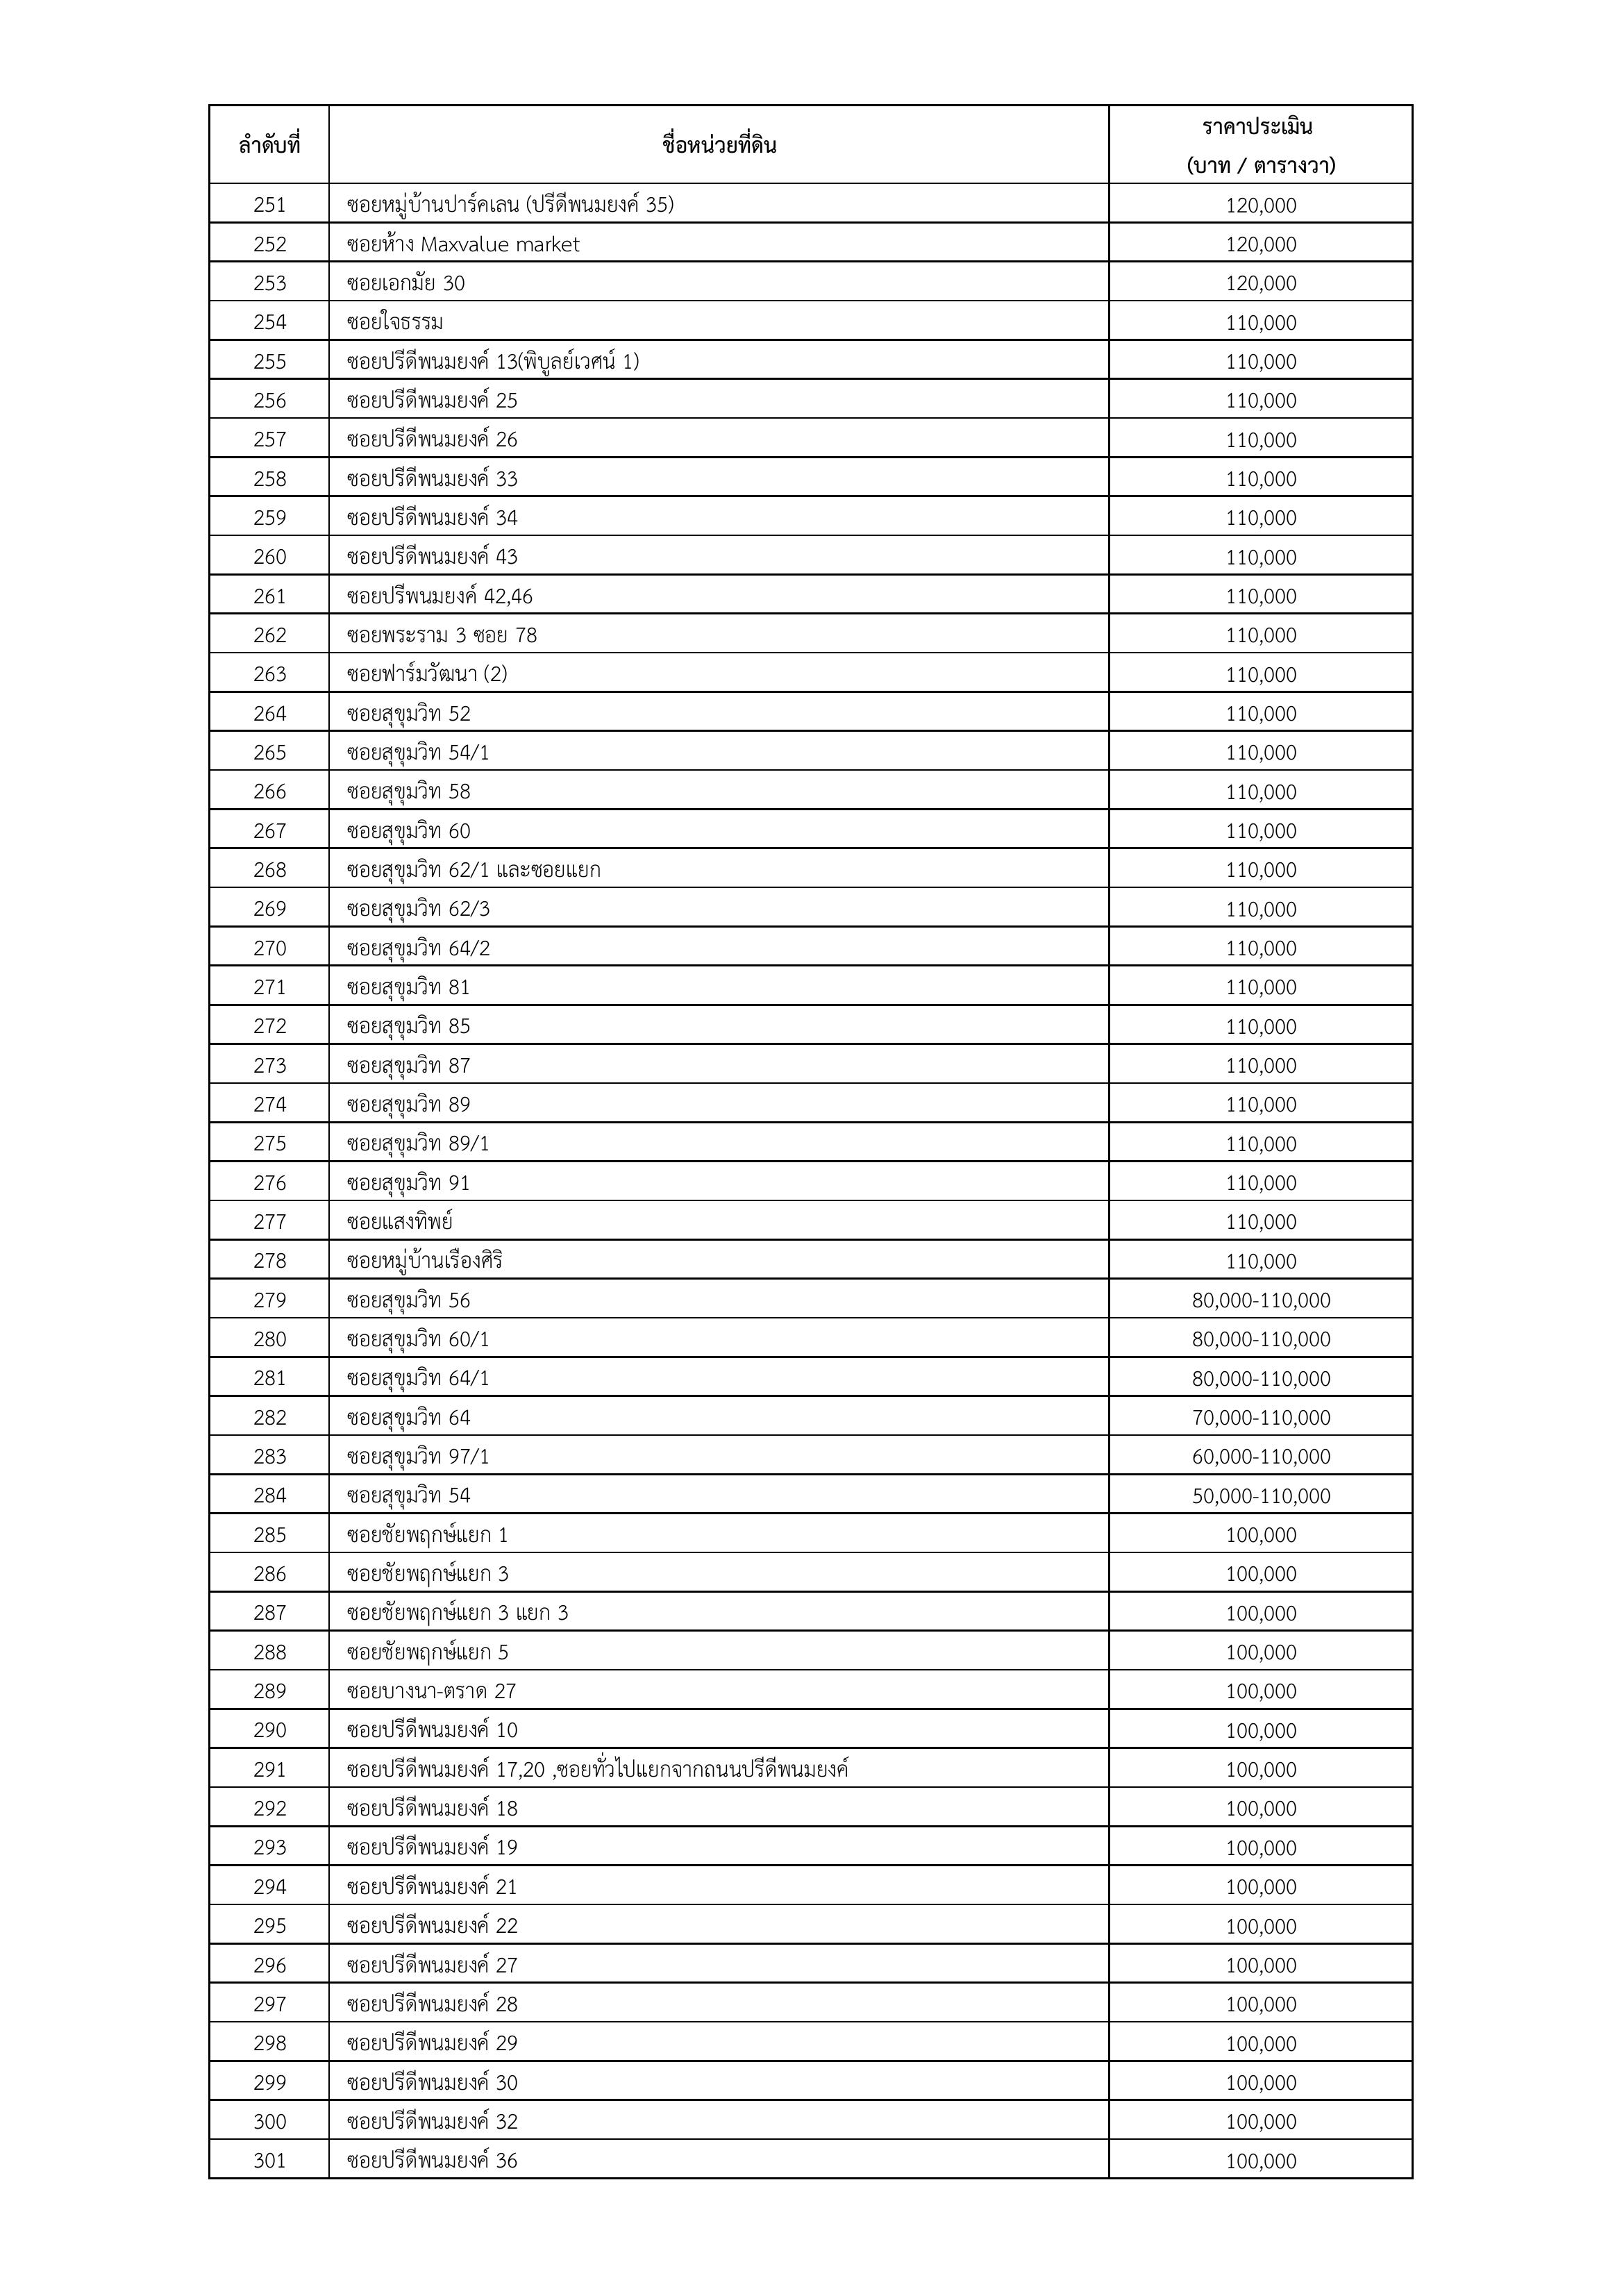 ลำดับที่ ชื่อหน่วยที่ดิน ราคาประเมิน
(บาท / ตารางวา)
251 ซอยหมู่บ้านปาร์คเลน (ปรีดีพนมยงค์ 35) 120,000
252 ซอยห้าง Maxvalue market 120,000
253 ซอยเอกมัย 30 120,000
254 ซอยใจธรรม 110,000
255 ซอยปรีดีพนมยงค์ 13(พิบูลย์เวศน์ 1) 110,000
256 ซอยปรีดีพนมยงค์ 25 110,000
257 ซอยปรีดีพนมยงค์ 26 110,000
258 ซอยปรีดีพนมยงค์ 33 110,000
259 ซอยปรีดีพนมยงค์ 34 110,000
260 ซอยปรีดีพนมยงค์ 43 110,000
261 ซอยปรีพนมยงค์ 42,46 110,000
262 ซอยพระราม 3 ซอย 78 110,000
263 ซอยฟาร์มวัฒนา (2) 110,000
264 ซอยสุขุมวิท 52 110,000
265 ซอยสุขุมวิท 54/1 110,000
266 ซอยสุขุมวิท 58 110,000
267 ซอยสุขุมวิท 60 110,000
268 ซอยสุขุมวิท 62/1 และซอยแยก 110,000
269 ซอยสุขุมวิท 62/3 110,000
270 ซอยสุขุมวิท 64/2 110,000
271 ซอยสุขุมวิท 81 110,000
272 ซอยสุขุมวิท 85 110,000
273 ซอยสุขุมวิท 87 110,000
274 ซอยสุขุมวิท 89 110,000
275 ซอยสุขุมวิท 89/1 110,000
276 ซอยสุขุมวิท 91 110,000
277 ซอยแสงทิพย์ 110,000
278 ซอยหมู่บ้านเรืองศิริ 110,000
279 ซอยสุขุมวิท 56 80,000-110,000
280 ซอยสุขุมวิท 60/1 80,000-110,000
281 ซอยสุขุมวิท 64/1 80,000-110,000
282 ซอยสุขุมวิท 64 70,000-110,000
283 ซอยสุขุมวิท 97/1 60,000-110,000
284 ซอยสุขุมวิท 54 50,000-110,000
285 ซอยชัยพฤกษ์แยก 1 100,000
286 ซอยชัยพฤกษ์แยก 3 100,000
287 ซอยชัยพฤกษ์แยก 3 แยก 3 100,000
288 ซอยชัยพฤกษ์แยก 5 100,000
289 ซอยบางนา-ตราด 27 100,000
290 ซอยปรีดีพนมยงค์ 10 100,000
291 ซอยปรีดีพนมยงค์ 17,20 ,ซอยทั่วไปแยกจากถนนปรีดีพนมยงค์ 100,000
292 ซอยปรีดีพนมยงค์ 18 100,000
293 ซอยปรีดีพนมยงค์ 19 100,000
294 ซอยปรีดีพนมยงค์ 21 100,000
295 ซอยปรีดีพนมยงค์ 22 100,000
296 ซอยปรีดีพนมยงค์ 27 100,000
297 ซอยปรีดีพนมยงค์ 28 100,000
298 ซอยปรีดีพนมยงค์ 29 100,000
299 ซอยปรีดีพนมยงค์ 30 100,000
300 ซอยปรีดีพนมยงค์ 32 100,000
301 ซอยปรีดีพนมยงค์ 36 100,000